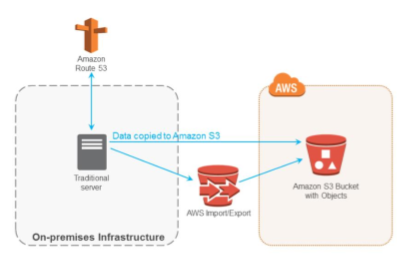 Amazon
Route 53
AWS
Data copied to Amazon S3
Traditional
server
Amazon S3 Bucket
with Objects
AWS Import/Export
On-premises Infrastructure